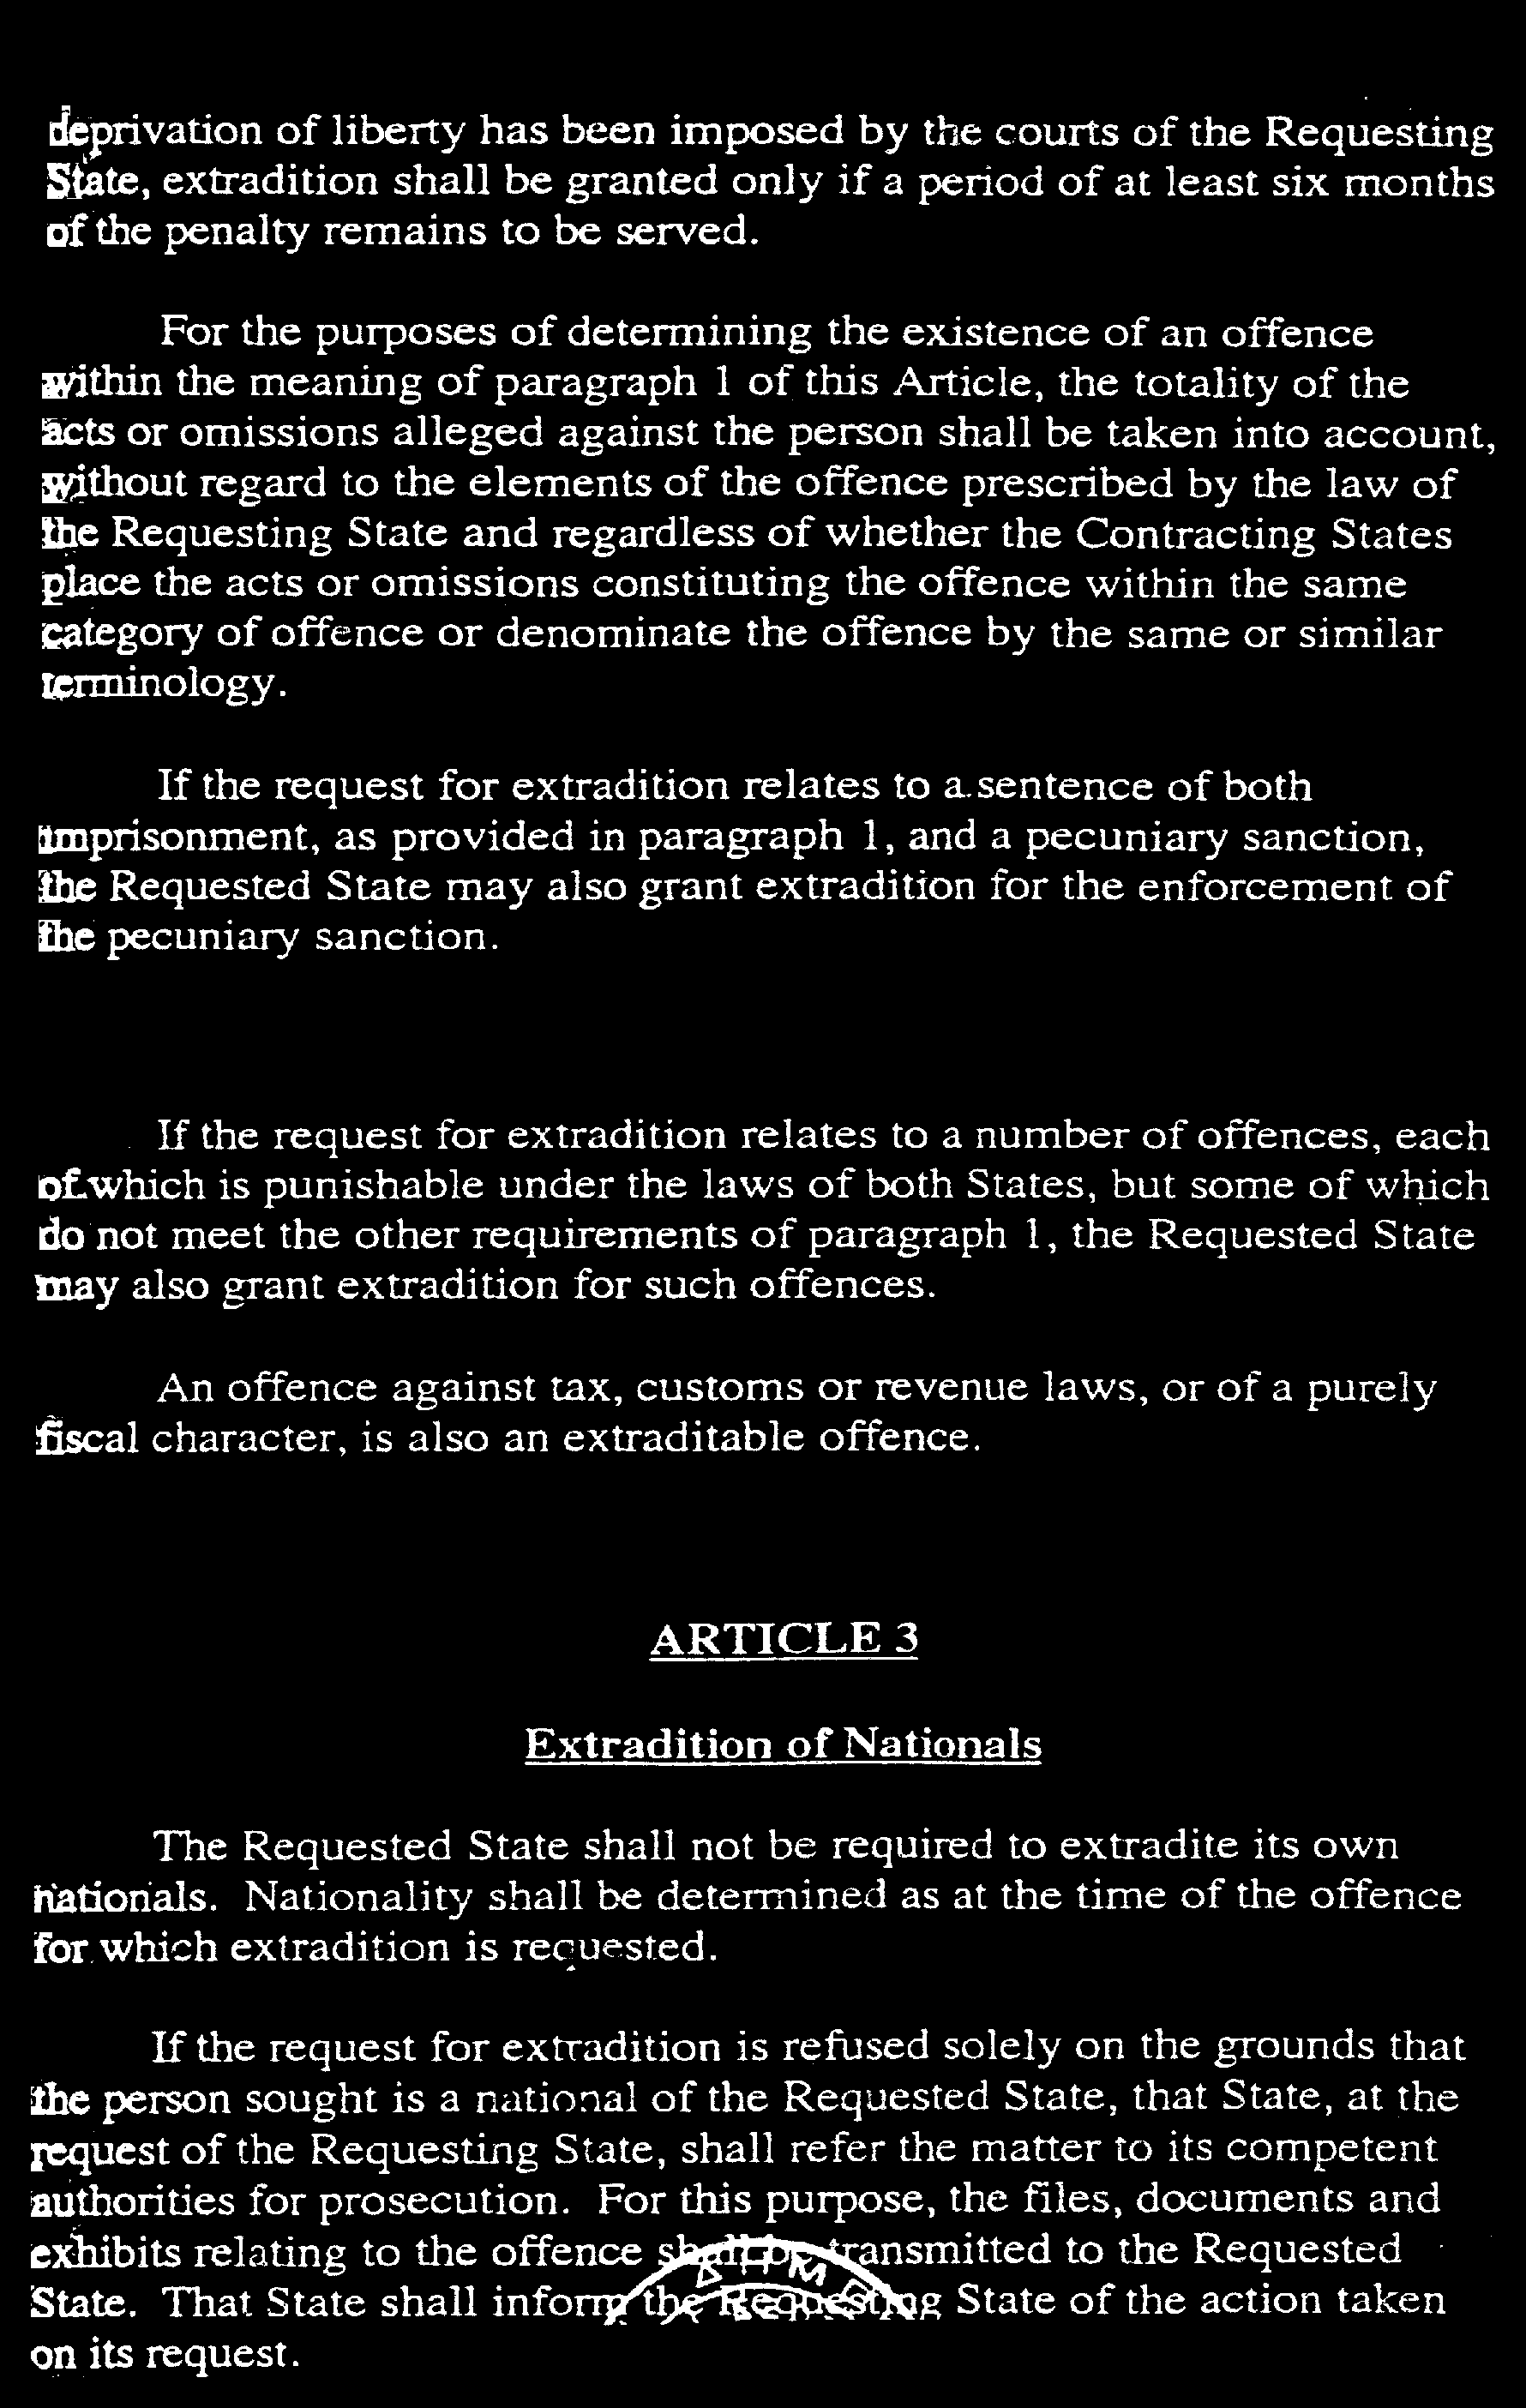 deprivation of liberty has been imposed by the courts of the Requesting
State, extradition shall be granted only if a period of at least six months
of the penalty remains to be served.
For the purposes of determining the existence of an offence
within the meaning of paragraph 1 of this Article, the totality of the
acts or omissions alleged against the person shall be taken into account,
without regard to the elements of the offence prescribed by the law of
the Requesting State and regardless of whether the Contracting States
place the acts or omissions constituting the offence within the same
category of offence or denominate the offence by the same or similar
terminology.
If the request for extradition relates to a sentence of both
imprisonment, as provided in paragraph 1, and a pecuniary sanction,
the Requested State may also grant extradition for the enforcement of
the pecuniary sanction.
If the request for extradition relates to a number of offences, each
of which is punishable under the laws of both States, but some of which
do not meet the other requirements of paragraph 1, the Requested State
may also grant extradition for such offences.
An offence against tax, customs or revenue laws, or of a purely
fiscal character, is also an extraditable offence.
ARTICLE 3
Extradition of Nationals
The Requested State shall not be required to extradite its own
nationals. Nationality shall be determined as at the time of the offence
for which extradition is requested.
If the request for extradition is refused solely on the grounds that
the person sought is a national of the Requested State, that State, at the
request of the Requesting State, shall refer the matter to its competent
authorities for prosecution. For this purpose, the files, documents and
exhibits relating to the offence shall be transmitted to the Requested
State. That State shall inform the Requesting State of the action taken
on its request.